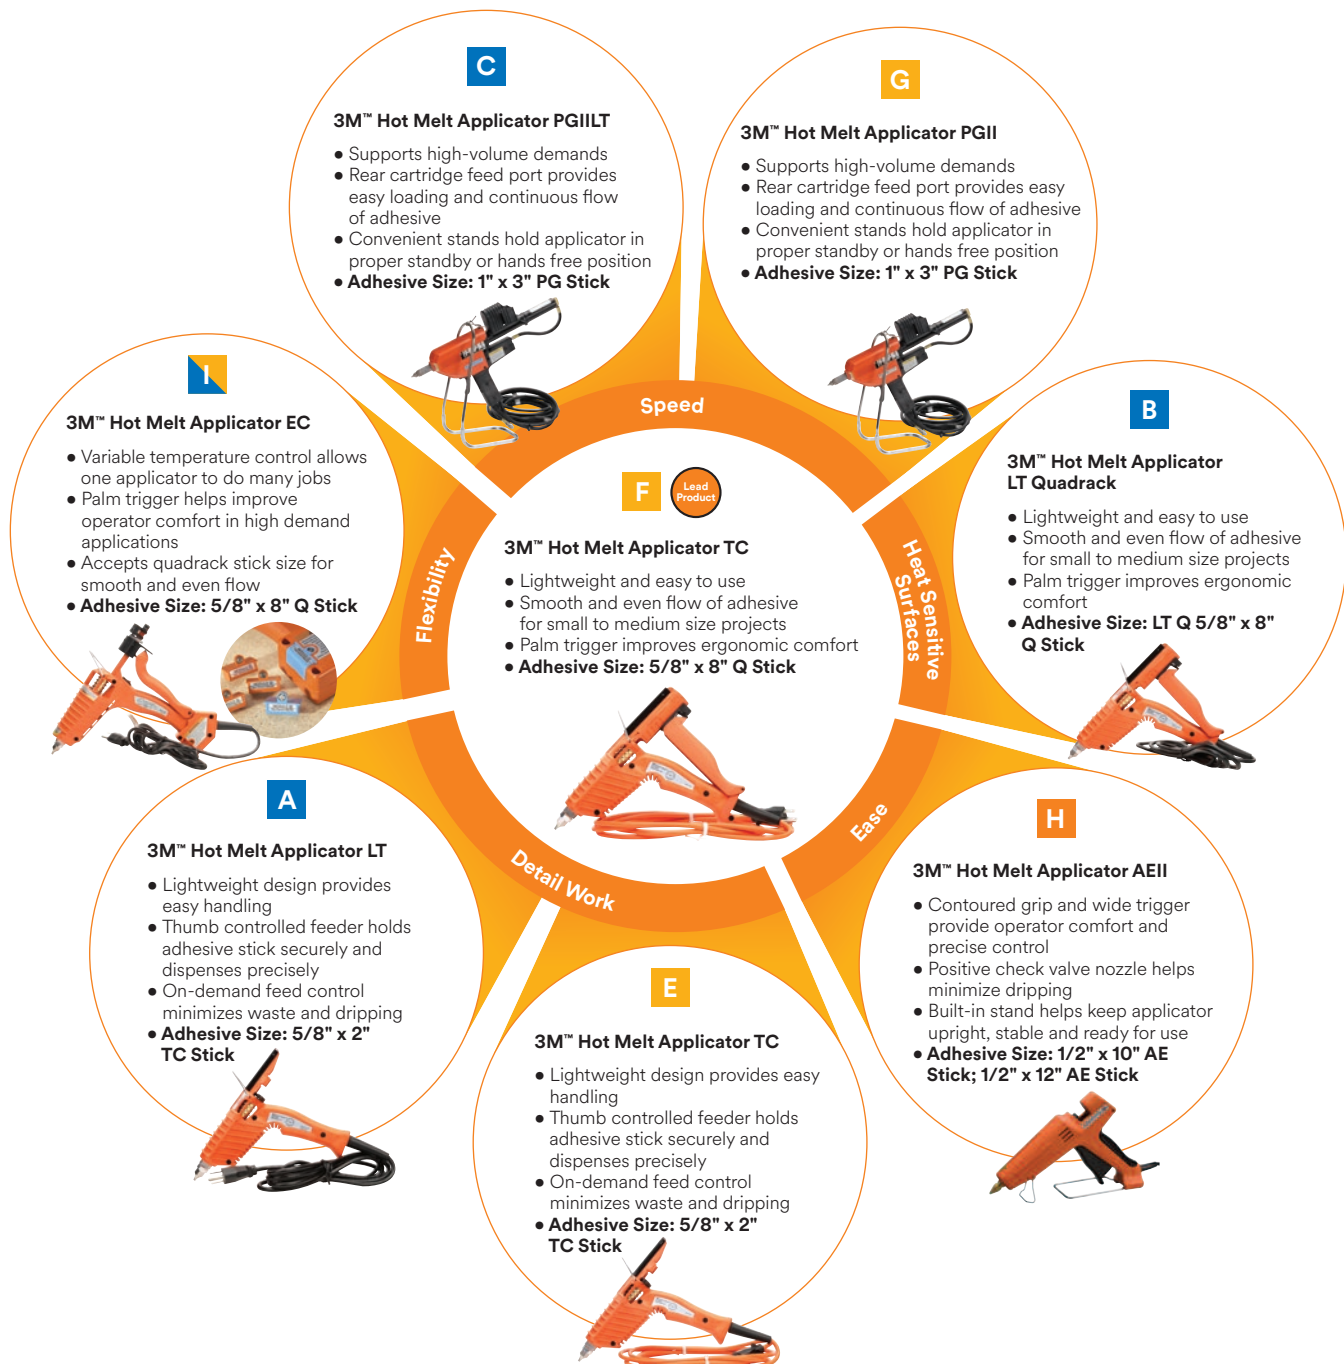 C
3M™ Hot Melt Applicator PGIILT
● Supports high-volume demands
● Rear cartridge feed port provides
easy loading and continuous flow
of adhesive
● Convenient stands hold applicator in
proper standby or hands free position
● Adhesive Size: 1" x 3" PG Stick
G
3M™ Hot Melt Applicator PGII
● Supports high-volume demands
● Rear cartridge feed port provides easy
loading and continuous flow of adhesive
● Convenient stands hold applicator in
proper standby or hands free position
● Adhesive Size: 1" x 3" PG Stick
I
3M™ Hot Melt Applicator EC
● Variable temperature control allows
one applicator to do many jobs
● Palm trigger helps improve
operator comfort in high demand
applications
● Accepts quadrack stick size for
smooth and even flow
● Adhesive Size: 5/8" x 8" Q Stick
B
3M™ Hot Melt Applicator
LT Quadrack
● Lightweight and easy to use
● Smooth and even flow of adhesive
for small to medium size projects
● Palm trigger improves ergonomic
comfort
● Adhesive Size: LT Q 5/8" x 8"
Q Stick
Speed
Flexibility
Heat Sensitive
Surfaces
Ease
Detail Work
F
Lead
Product
3M™ Hot Melt Applicator TC
● Lightweight and easy to use
● Smooth and even flow of adhesive
for small to medium size projects
● Palm trigger improves ergonomic comfort
● Adhesive Size: 5/8" x 8" Q Stick
A
3M™ Hot Melt Applicator LT
● Lightweight design provides
easy handling
● Thumb controlled feeder holds
adhesive stick securely and
dispenses precisely
● On-demand feed control
minimizes waste and dripping
● Adhesive Size: 5/8" x 2"
TC Stick
E
3M™ Hot Melt Applicator TC
● Lightweight design provides easy
handling
● Thumb controlled feeder holds
adhesive stick securely and
dispenses precisely
● On-demand feed control
minimizes waste and dripping
● Adhesive Size: 5/8" x 2"
TC Stick
H
3M™ Hot Melt Applicator AEII
● Contoured grip and wide trigger
provide operator comfort and
precise control
● Positive check valve nozzle helps
minimize dripping
● Built-in stand helps keep applicator
upright, stable and ready for use
● Adhesive Size: 1/2" x 10" AE
Stick; 1/2" x 12" AE Stick